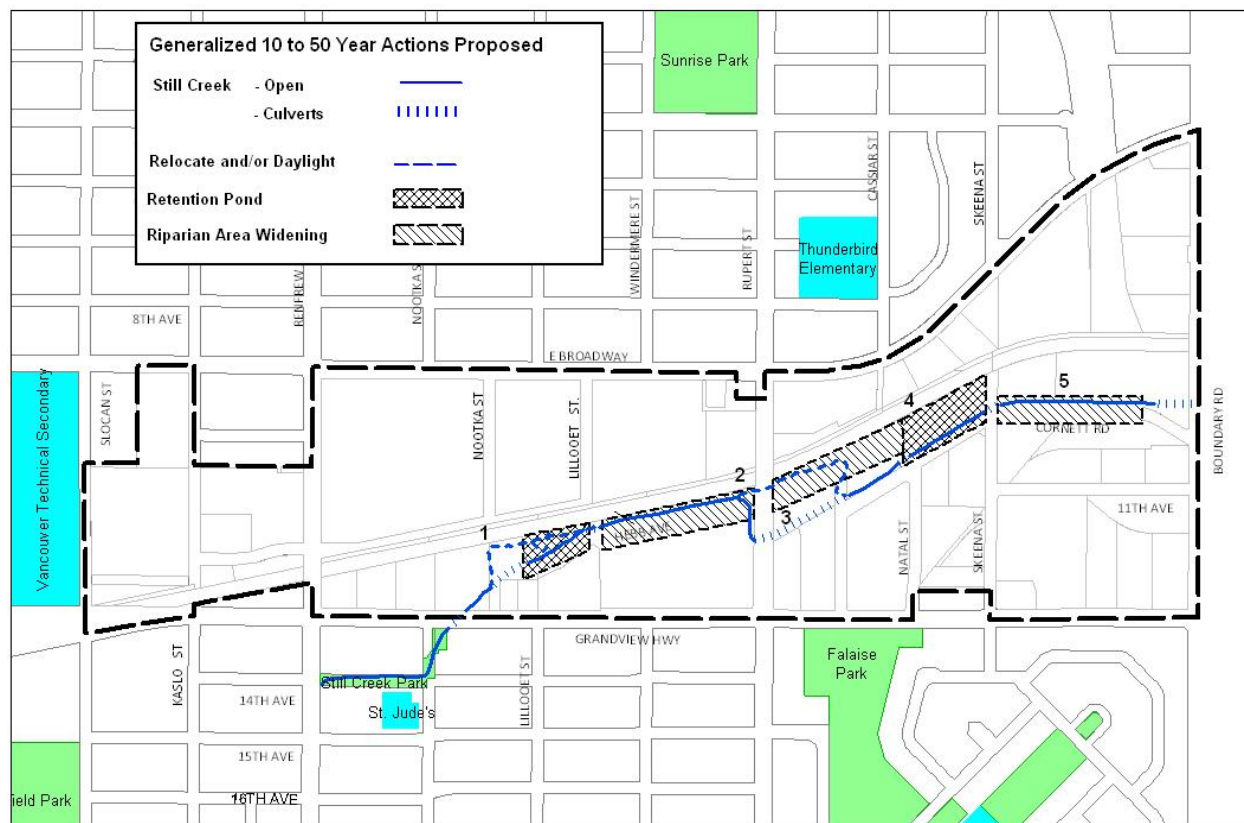 Generalized 10 to 50 Year Actions Proposed
Still Creek - Open
- Culverts
Relocate and/or Daylight
Retention Pond
Riparian Area Widening
Sunrise Park
CASSIAR ST
SKEENA ST
WINDERMERE ST
RUPERT ST
Thunderbird
Elementary
RENFREW
NOOTKA S
8TH AVE
E BROADWAY
Vancouver Technical Secondary
SLOCAN ST
NOOTKA ST
LILLOOET ST.
5
4
CORNETT RD
BOUNDARY RD
2
1
HEBB AVE
3
11TH AVE
NATAL ST
SKEENA ST
GRANDVIEW HWY
KASLO ST
Still Creek Park
LILLOOET ST
Falaise
Park
14TH AVE
St. Jude's
15TH AVE
16TH AVE
ield Park